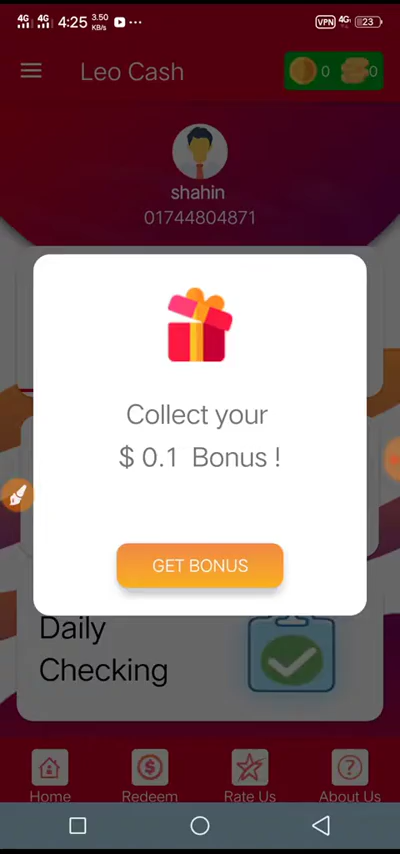 4G 4G 4:25 3.50 KB/s VPN 4G 23
Leo Cash
0 0
shahin
01744804871
Collect your
$ 0.1 Bonus !
GET BONUS
Daily
Checking
Home Redeem Rate Us About Us